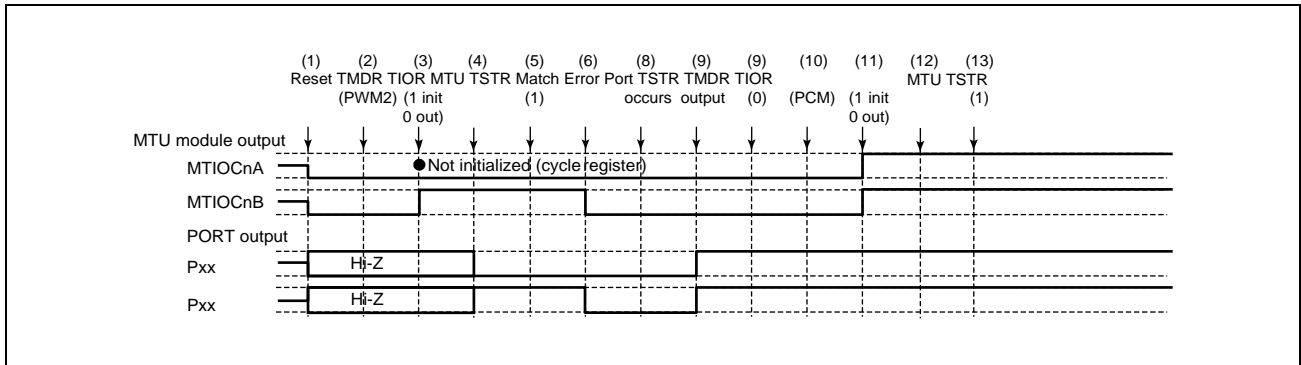 (1) (2) (3) (4) (5) (6) (8) (9) (9) (10) (11) (12) (13)
Reset TMDR TIOR MTU TSTR Match Error Port TSTR TMDR TIOR MTU TSTR
(PWM2) (1 init (1) occurs output (0) (PCM) (1 init (1)
0 out) 0 out)
MTU module output
MTIOCnA
Not initialized (cycle register)
MTIOCnB
PORT output
Pxx
Hi-Z
Pxx
Hi-Z